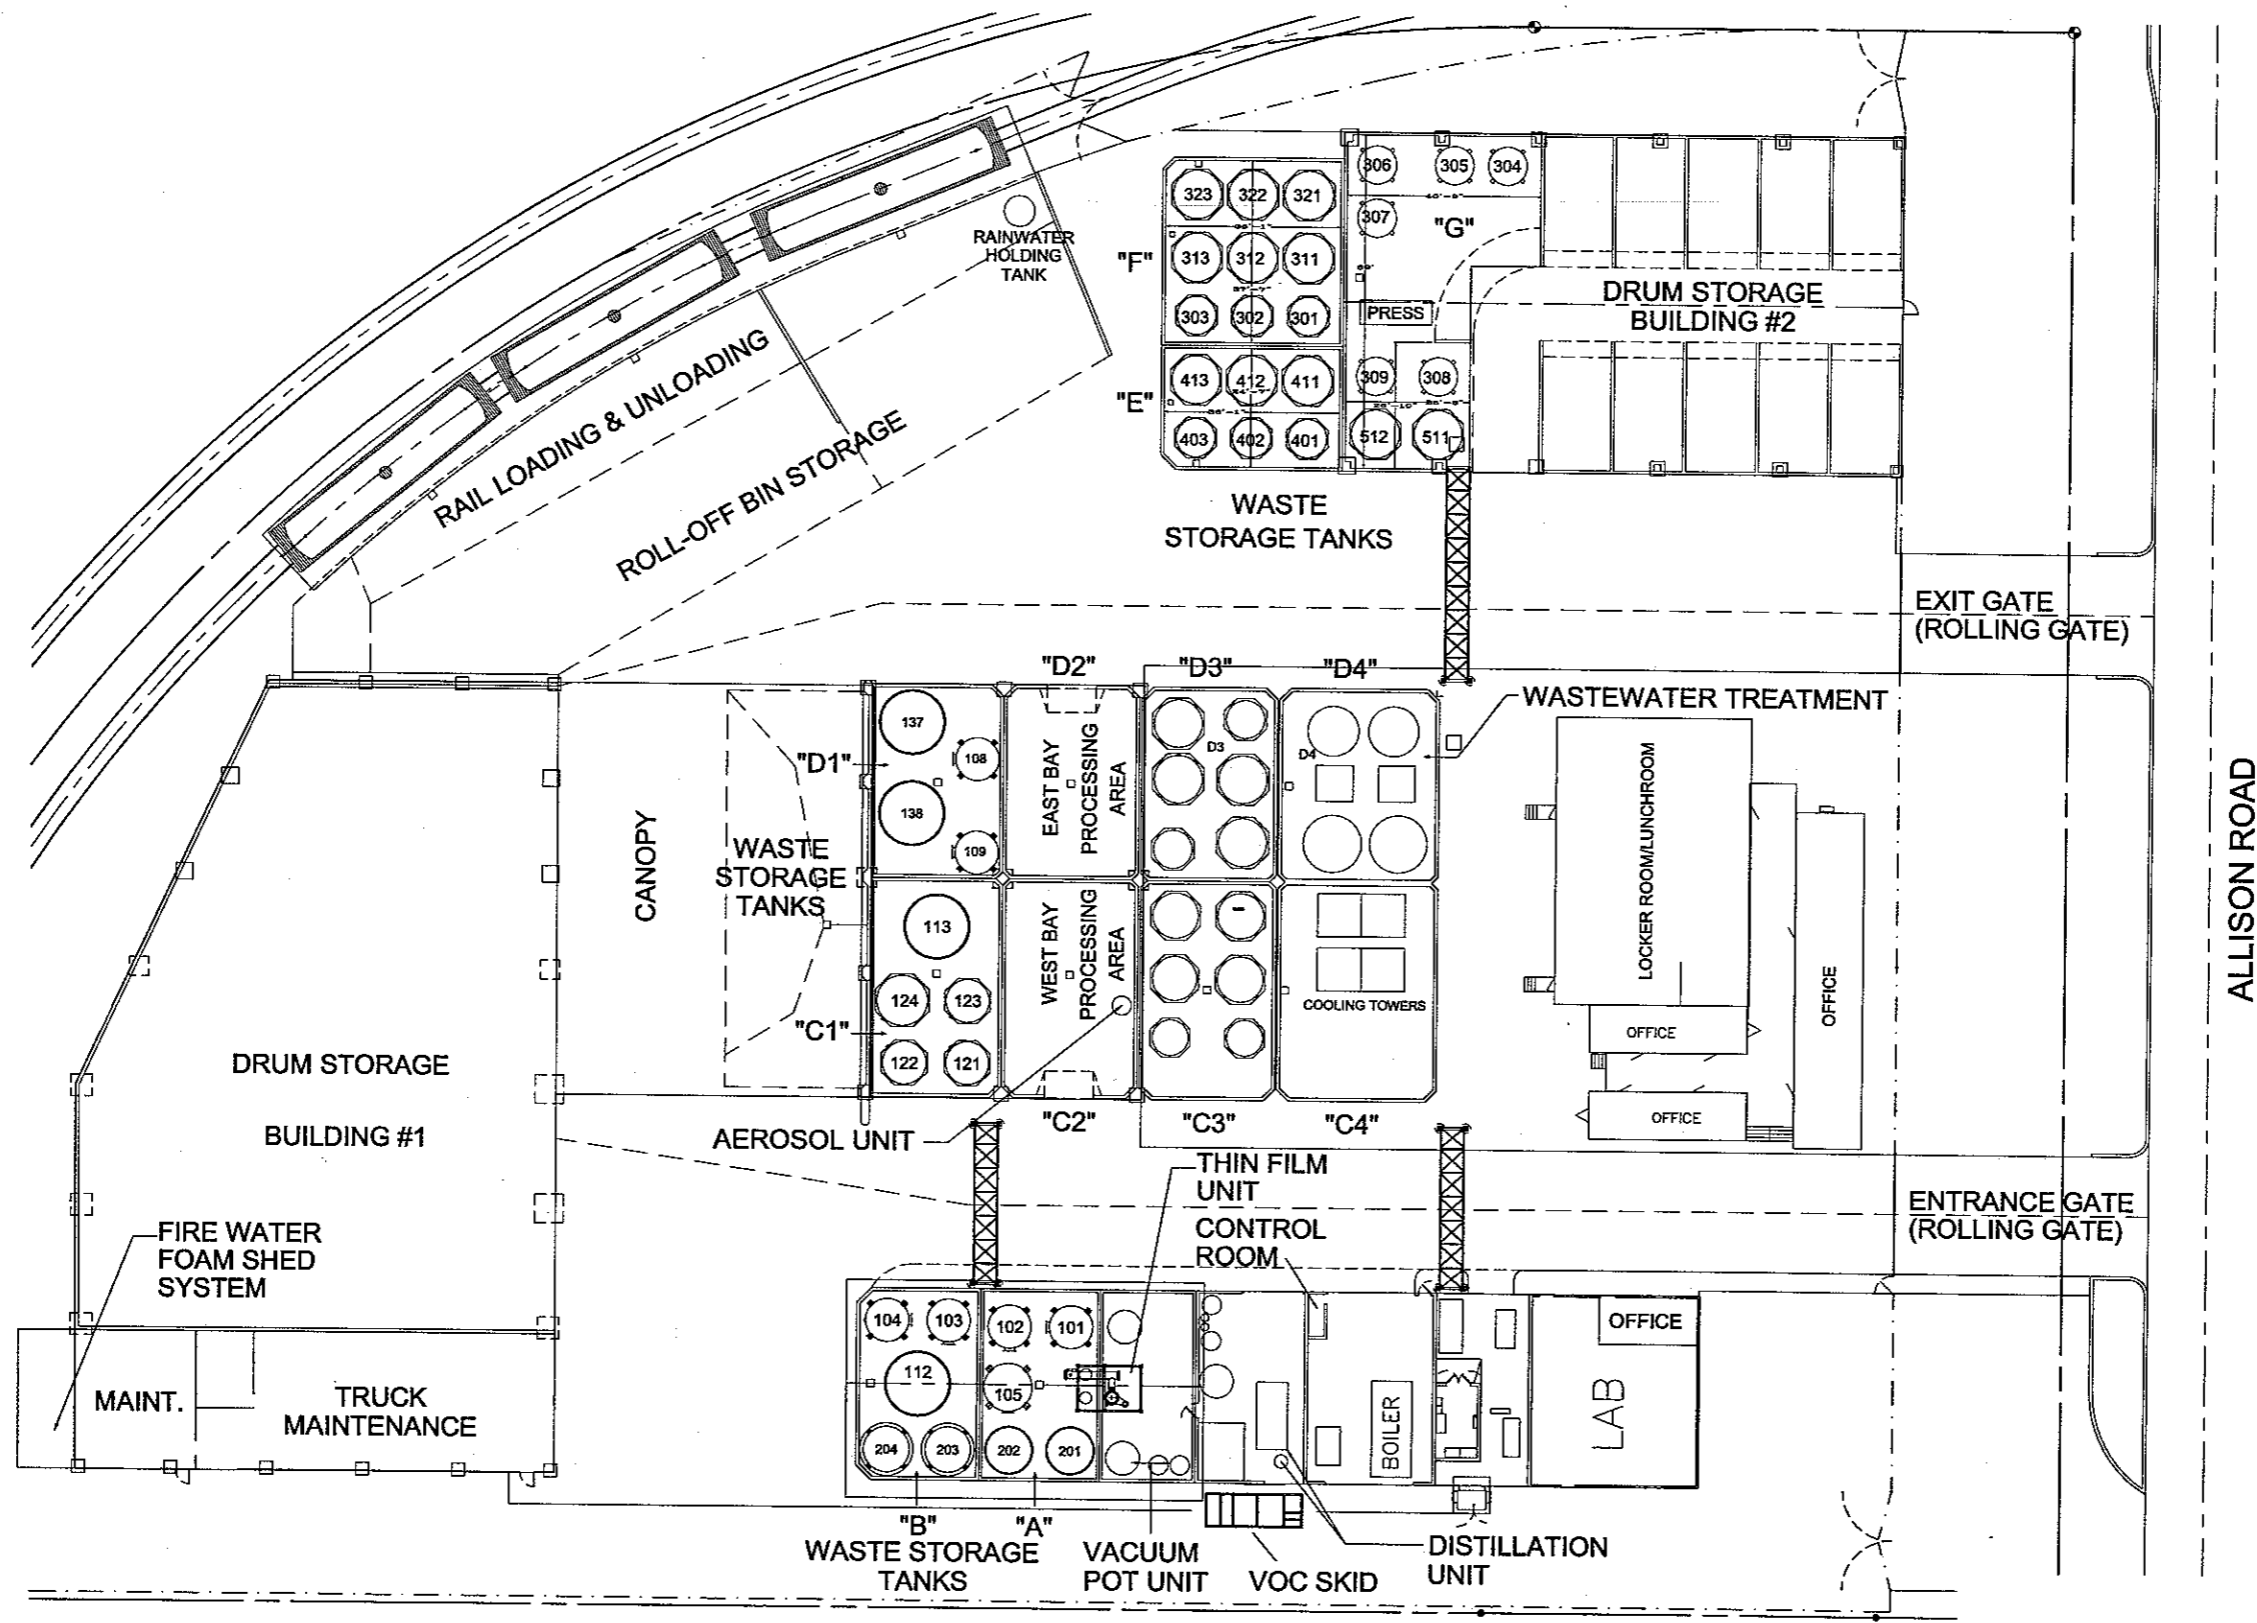 306
305
304
323
322
321
307
"G"
40'-9"
RAINWATER
HOLDING
TANK
"F"
313
312
311
303
302
301
PRESS
DRUM STORAGE
BUILDING #2
"E"
413
412
411
309
308
403
402
401
512
511
RAIL LOADING & UNLOADING
ROLL-OFF BIN STORAGE
WASTE
STORAGE TANKS
EXIT GATE
(ROLLING GATE)
"D2"
"D3"
"D4"
WASTEWATER TREATMENT
137
108
"D1"
138
109
EAST BAY
PROCESSING
AREA
D3
D4
CANOPY
WASTE
STORAGE
TANKS
LOCKER ROOM/LUNCHROOM
OFFICE
ALLISON ROAD
113
124
123
"C1"
122
121
WEST BAY
PROCESSING
AREA
COOLING TOWERS
OFFICE
OFFICE
DRUM STORAGE
BUILDING #1
"C2"
"C3"
"C4"
AEROSOL UNIT
THIN FILM
UNIT
CONTROL
ROOM
ENTRANCE GATE
(ROLLING GATE)
FIRE WATER
FOAM SHED
SYSTEM
104
103
102
101
112
105
204
203
202
201
OFFICE
LAB
BOILER
MAINT.
TRUCK
MAINTENANCE
"B"
"A"
WASTE STORAGE
TANKS
VACUUM
POT UNIT
VOC SKID
DISTILLATION
UNIT